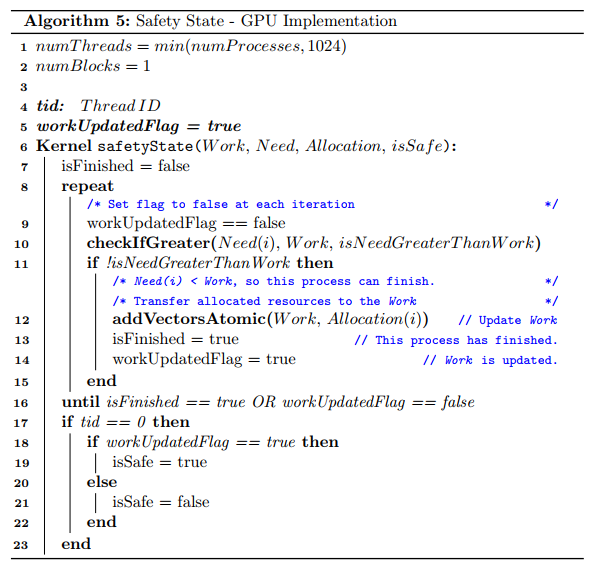 Algorithm 5: Safety State - GPU Implementation
1 numThreads = min(numProcesses, 1024)
2 numBlocks = 1
3
4 tid: Thread ID
5 workUpdatedFlag = true
6 Kernel safetyState(Work, Need, Allocation, isSafe):
7 isFinished = false
8 repeat
/* Set flag to false at each iteration */
9 workUpdatedFlag == false
10 checkIfGreater(Need(i), Work, isNeedGreaterThanWork)
11 if !isNeedGreaterThanWork then
/* Need(i) < Work, so this process can finish. */
/* Transfer allocated resources to the Work */
12 addVectorsAtomic(Work, Allocation(i)) // Update Work
13 isFinished = true // This process has finished.
14 workUpdatedFlag = true // Work is updated.
15 end
16 until isFinished == true OR workUpdatedFlag == false
17 if tid == 0 then
18 if workUpdatedFlag == true then
19 isSafe = true
20 else
21 isSafe = false
22 end
23 end